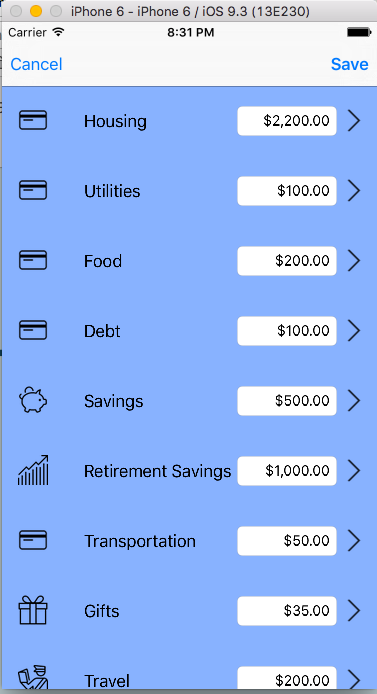 iPhone 6 - iPhone 6 / iOS 9.3 (13E230)
Carrier 8:31 PM
Cancel Save
Housing $2,200.00
Utilities $100.00
Food $200.00
Debt $100.00
Savings $500.00
Retirement Savings $1,000.00
Transportation $50.00
Gifts $35.00
Travel $200.00